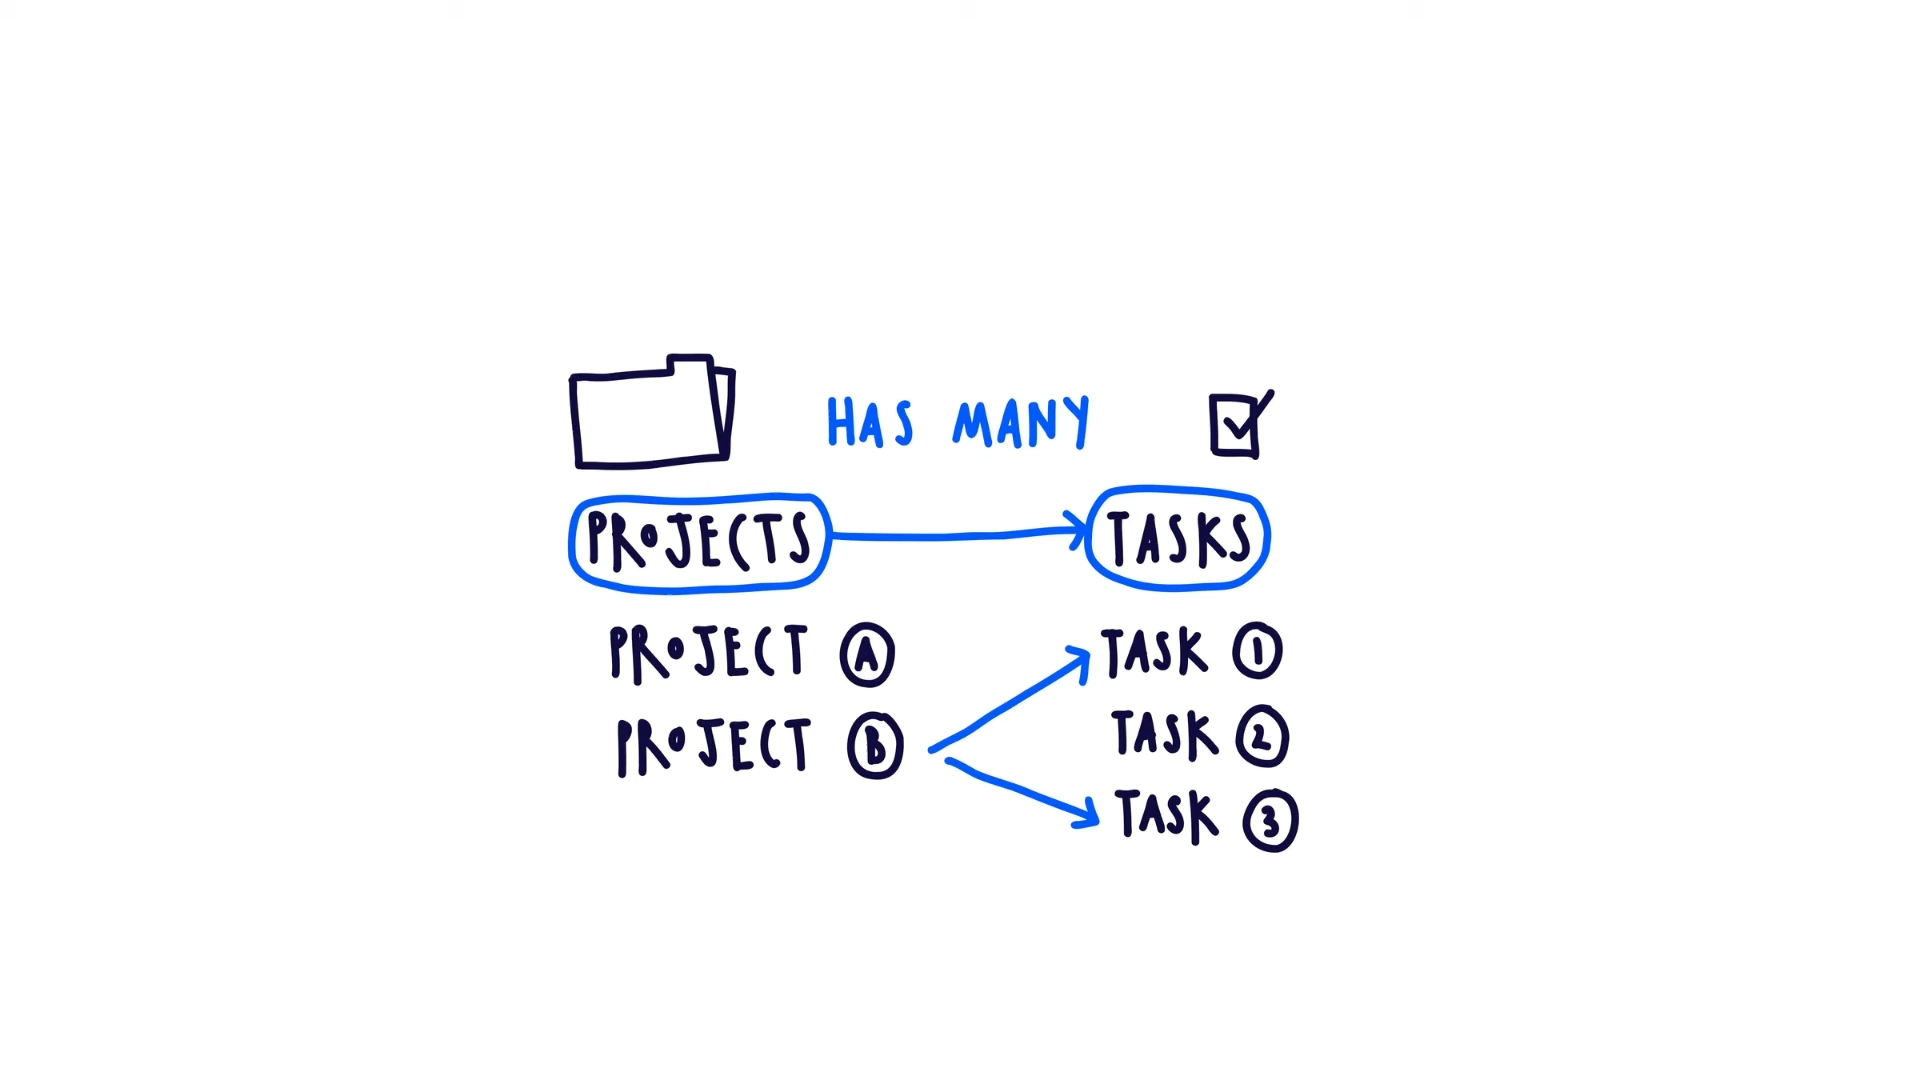 HAS MANY
PROJECTS
TASKS
PROJECT A
TASK 1
PROJECT B
TASK 2
TASK 3